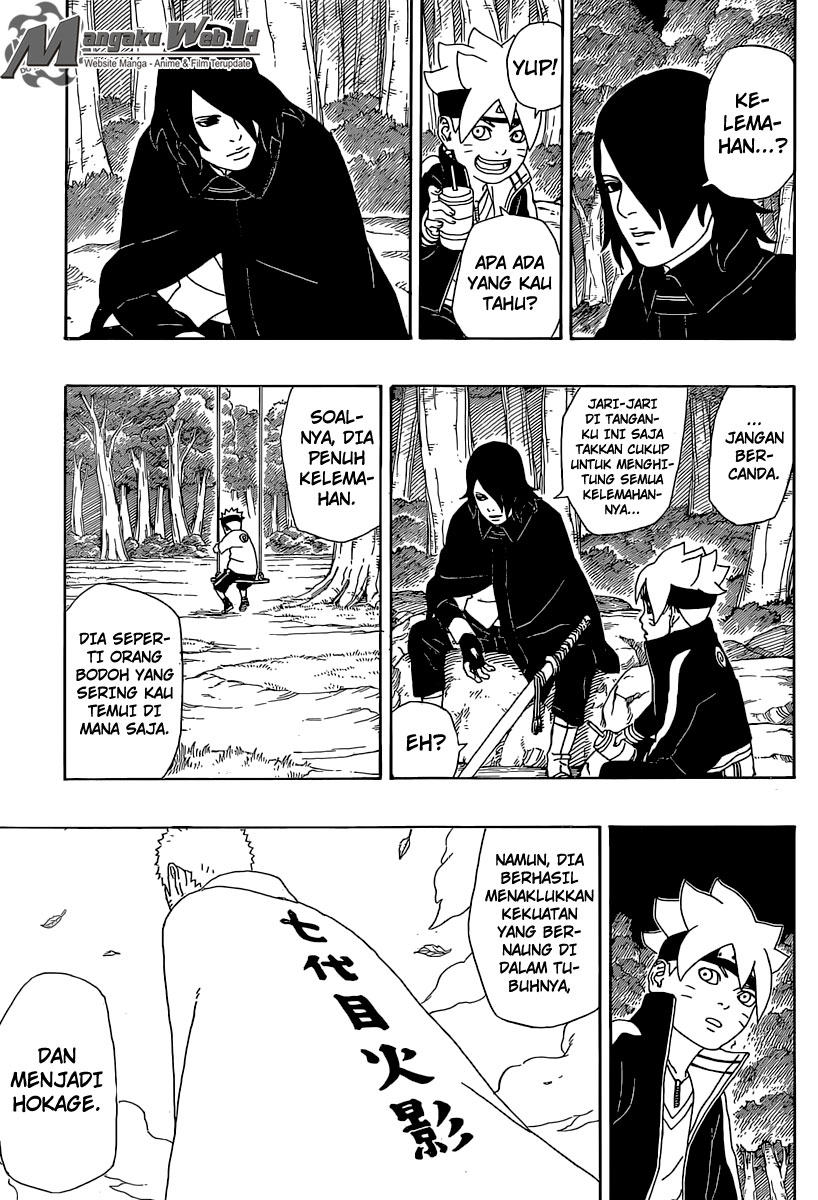 Mangaku.Web.Id
Website Manga - Anime & Film Terupdate
KE-
LEMA-
HAN...?
YUP!
APA ADA
YANG KAU
TAHU?
...
JANGAN
BER-
CANDA.
JARI-JARI
DI TANGAN-
KU INI SAJA
TAKKAN CUKUP
UNTUK MENGHI-
TUNG SEMUA
KELEMAHAN-
NYA...
EH?
SOAL-
NYA, DIA
PENUH
KELEMA-
HAN.
DIA SEPER-
TI ORANG
BODOH YANG
SERING KAU
TEMUI DI
MANA SAJA.
NAMUN, DIA
BERHASIL
MENAKLUKKAN
KEKUATAN
YANG BER-
NAUNG DI
DALAM TU-
BUHNYA,
七代目火影
DAN
MENJADI
HOKAGE.